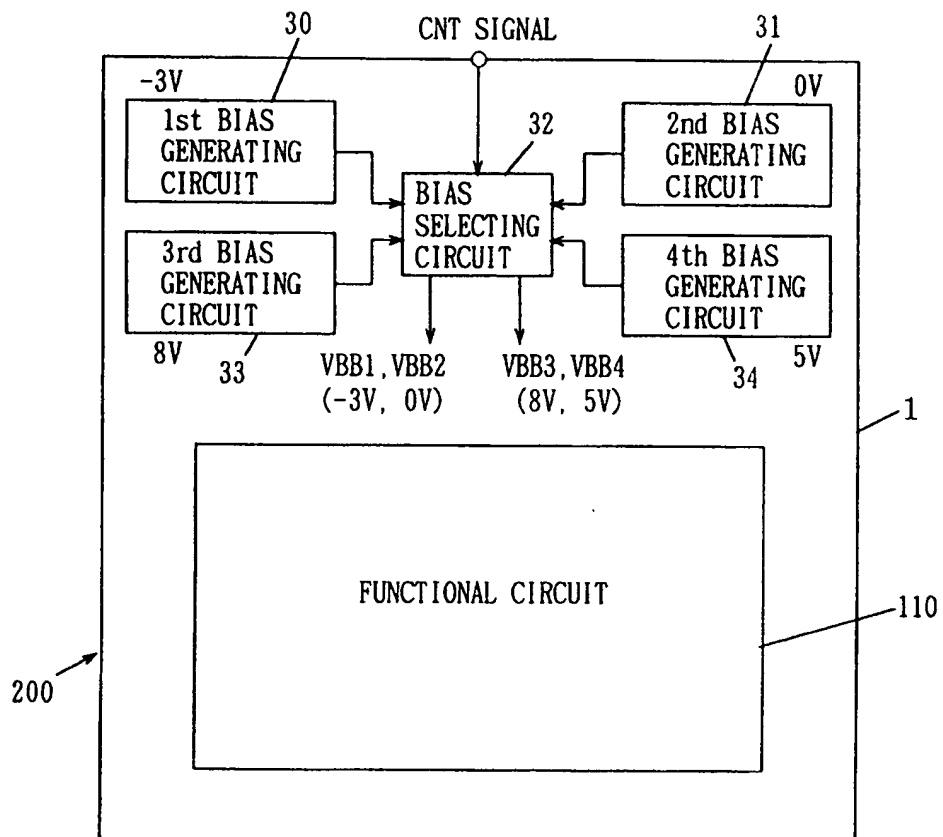 CNT SIGNAL
30
31
-3V
0V
1st BIAS
GENERATING
CIRCUIT
32
2nd BIAS
GENERATING
CIRCUIT
BIAS
SELECTING
CIRCUIT
3rd BIAS
GENERATING
CIRCUIT
4th BIAS
GENERATING
CIRCUIT
8V
33
VBB1, VBB2
(-3V, 0V)
VBB3, VBB4
(8V, 5V)
34
5V
1
FUNCTIONAL CIRCUIT
110
200